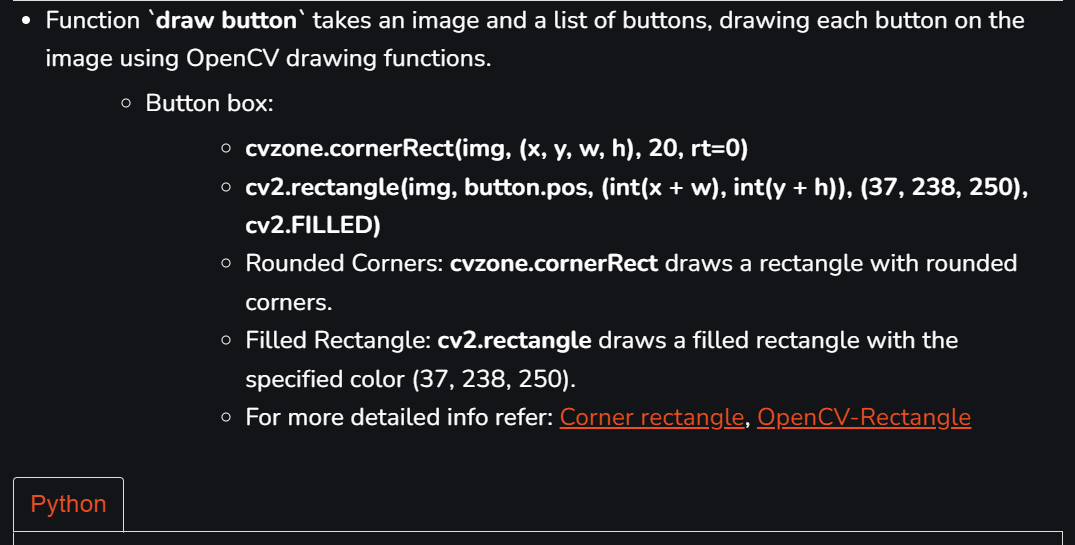 Function `draw button` takes an image and a list of buttons, drawing each button on the
image using OpenCV drawing functions.
Button box:
cvzone.cornerRect(img, (x, y, w, h), 20, rt=0)
cv2.rectangle(img, button.pos, (int(x + w), int(y + h)), (37, 238, 250),
cv2.FILLED)
Rounded Corners: cvzone.cornerRect draws a rectangle with rounded
corners.
Filled Rectangle: cv2.rectangle draws a filled rectangle with the
specified color (37, 238, 250).
For more detailed info refer: Corner rectangle, OpenCV-Rectangle
Python